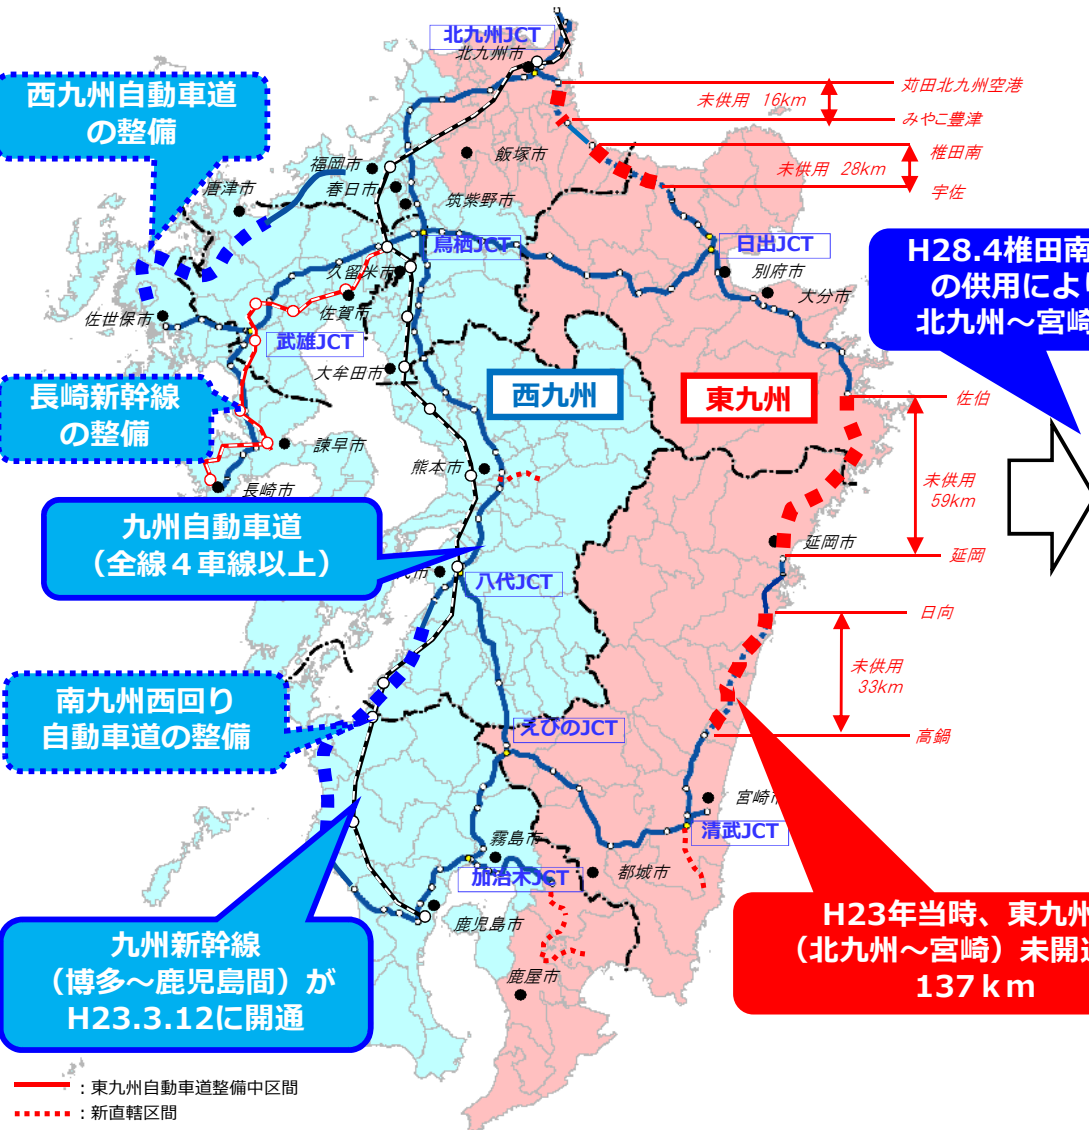 北九州JCT
北九州市
西九州自動車道
の整備
苅田北九州空港
未供用 16km
みやこ豊津
椎田南
未供用 28km
宇佐
飯塚市
福岡市
春日市
筑紫野市
唐津市
鳥栖JCT
日出JCT
久留米市
別府市
大分市
佐賀市
佐世保市
武雄JCT
大牟田市
H28.4椎田南
の供用により
北九州～宮崎
西九州
東九州
長崎新幹線
の整備
佐伯
諫早市
熊本市
長崎市
未供用
59km
九州自動車道
（全線４車線以上）
延岡市
延岡
市
八代JCT
日向
未供用
33km
南九州西回り
自動車道の整備
えびのJCT
高鍋
宮崎市
清武JCT
霧島市
加治木JCT
都城市
鹿児島市
九州新幹線
（博多～鹿児島間）が
H23.3.12に開通
鹿屋市
H23年当時、東九州
（北九州～宮崎）未開通
137ｋｍ
：東九州自動車道整備中区間
：新直轄区間